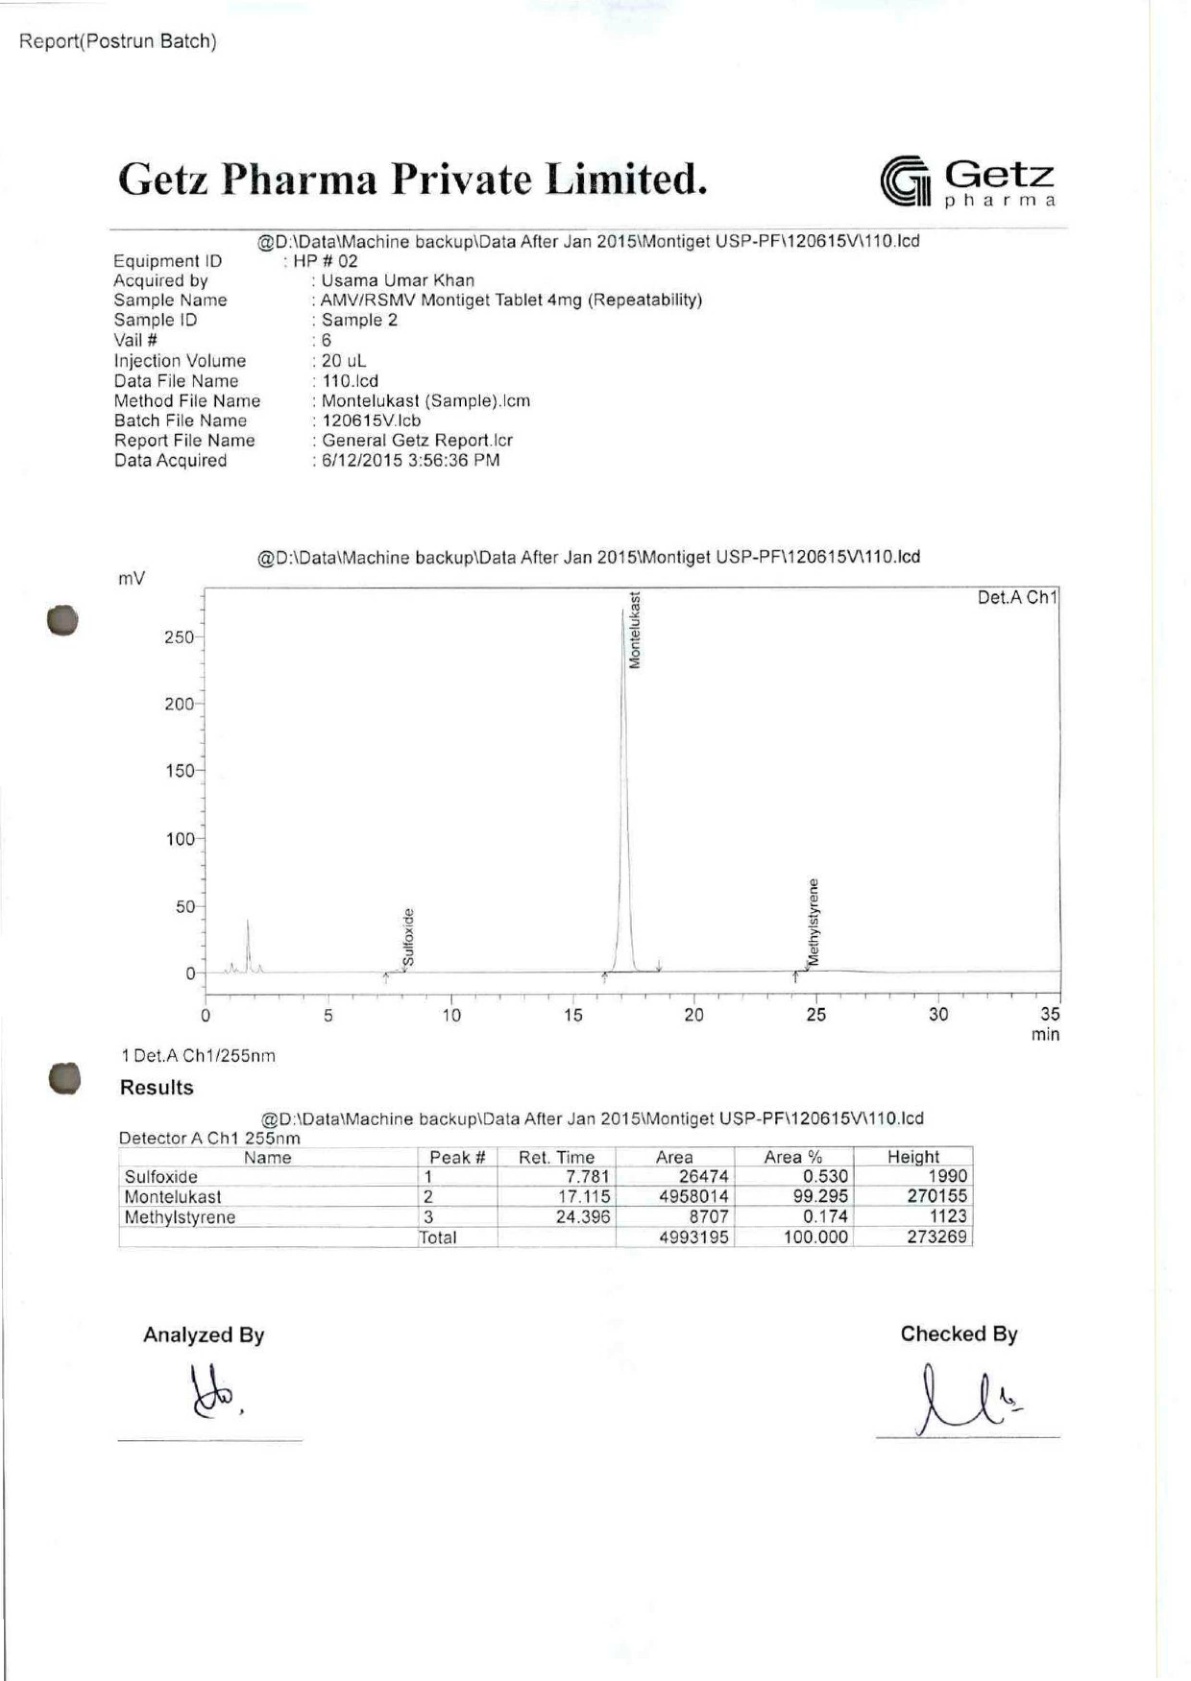 Report(Postrun Batch)
Getz Pharma Private Limited.
Getz
pharma
@D:\Data\Machine backup\Data After Jan 2015\Montiget USP-PF\120615V\110.lcd
Equipment ID : HP # 02
Acquired by : Usama Umar Khan
Sample Name : AMV/RSMV Montiget Tablet 4mg (Repeatability)
Sample ID : Sample 2
Vail # : 6
Injection Volume : 20 uL
Data File Name : 110.lcd
Method File Name : Montelukast (Sample).lcm
Batch File Name : 120615V.lcb
Report File Name : General Getz Report.lcr
Data Acquired : 6/12/2015 3:56:36 PM
@D:\Data\Machine backup\Data After Jan 2015\Montiget USP-PF\120615V\110.lcd
mV
Det.A Ch1
Montelukast
250
200
150
100
50
0
Sulfoxide
Methylstyrene
0 5 10 15 20 25 30 35
min
1 Det.A Ch1/255nm
Results
@D:\Data\Machine backup\Data After Jan 2015\Montiget USP-PF\120615V\110.lcd
Detector A Ch1 255nm
Name Peak # Ret. Time Area Area % Height
Sulfoxide 1 7.781 26474 0.530 1990
Montelukast 2 17.115 4958014 99.295 270155
Methylstyrene 3 24.396 8707 0.174 1123
Total 4993195 100.000 273269
Analyzed By
Checked By